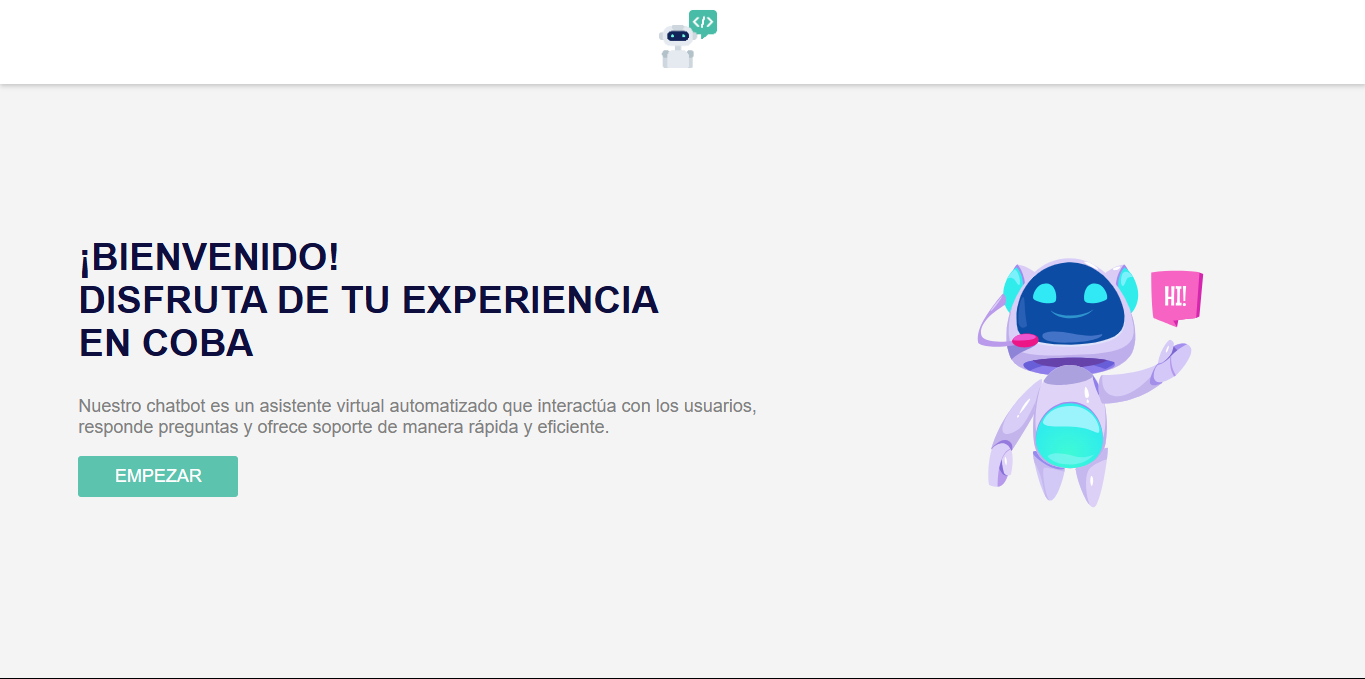 </>
¡BIENVENIDO!
DISFRUTA DE TU EXPERIENCIA
EN COBA
HI!
Nuestro chatbot es un asistente virtual automatizado que interactúa con los usuarios,
responde preguntas y ofrece soporte de manera rápida y eficiente.
EMPEZAR